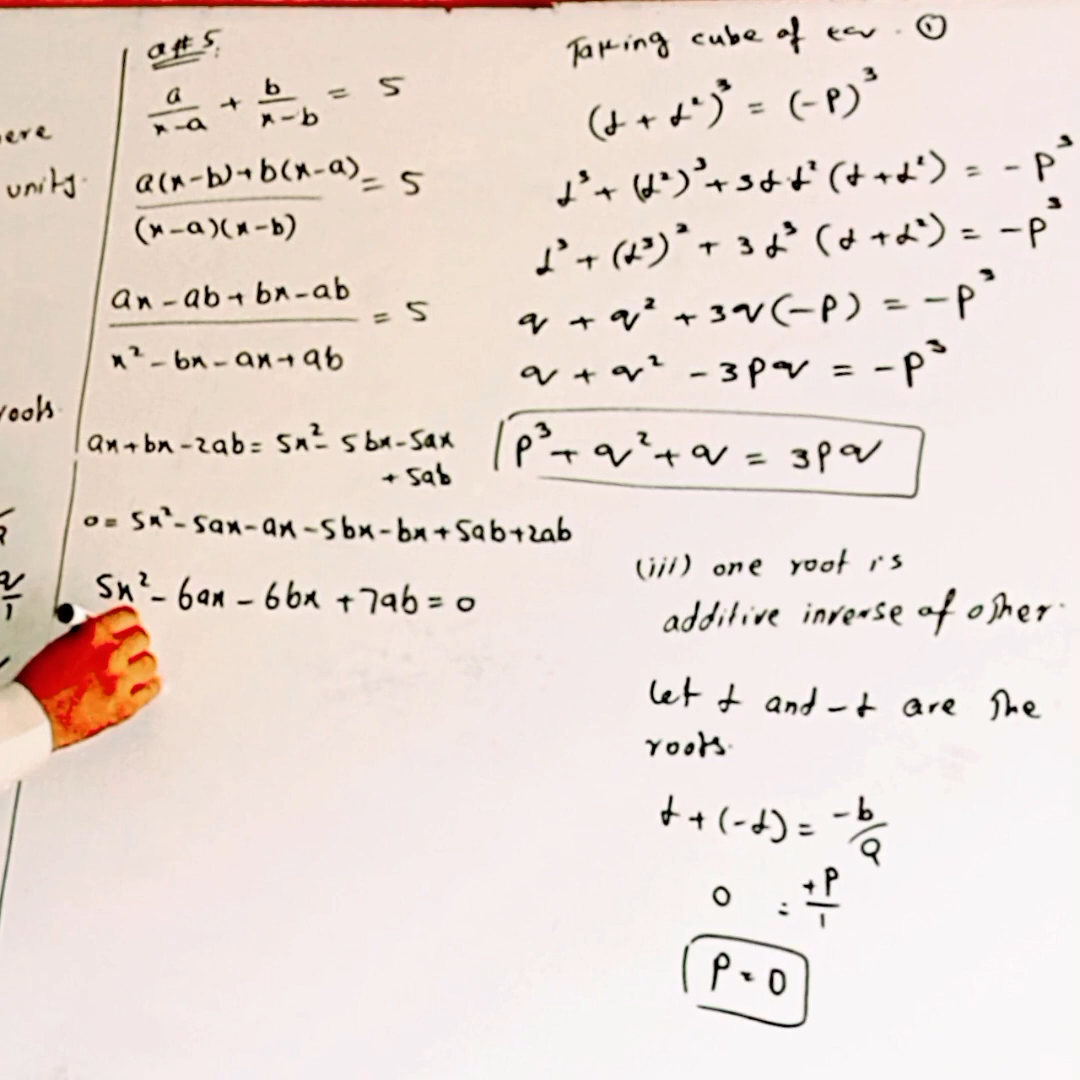 ere
unity.
roots.
Q#5.
a/(x-a) + b/(x-b) = 5
(a(x-b)+b(x-a))/((x-a)(x-b)) = 5
(ax-ab+bx-ab)/(x²-bx-ax+ab) = 5
ax+bx-2ab = 5x²-5bx-5ax
+5ab
0 = 5x²-5ax-ax-5bx-bx+5ab+2ab
5x²-6ax-6bx+7ab=0
Taking cube of eq. ①
(α+α²)³ = (-P)³
α³+(α²)³+3αα²(α+α²) = -P³
α³+(α³)²+3α³(α+α²) = -P³
q+q²+3q(-P) = -P³
q+q²-3Pq = -P³
P³+q²+q = 3Pq
(iii) one root is
additive inverse of other.
Let α and -α are the
roots.
α+(-α) = -b/a
0 = +P/1
P=0